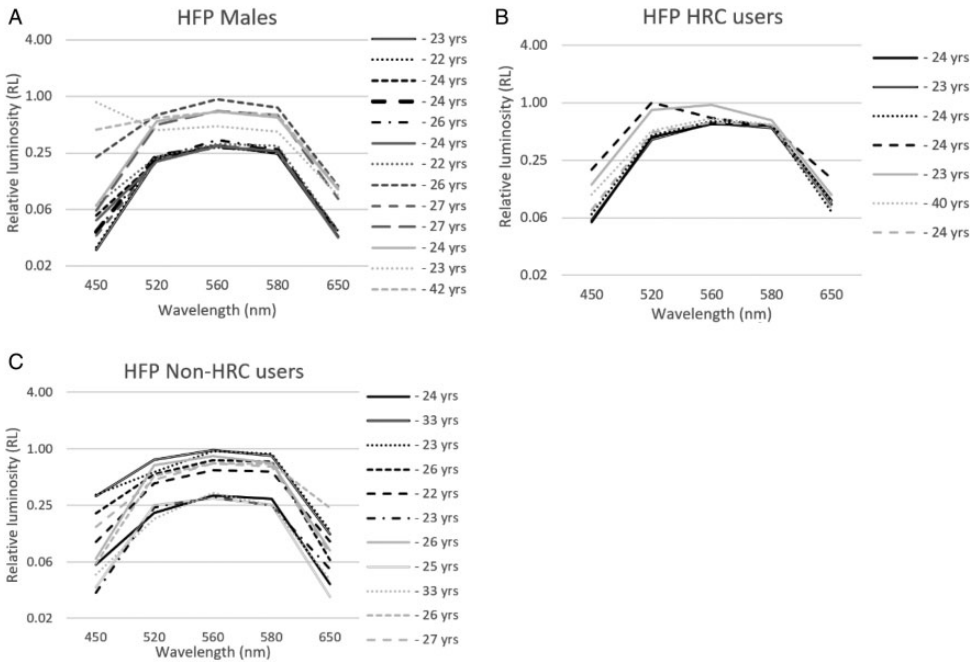 A
HFP Males
Relative luminosity (RL)
4.00
1.00
0.25
0.06
0.02
450 520 560 580 650
Wavelength (nm)
- 23 yrs
- 22 yrs
- 24 yrs
- 24 yrs
- 26 yrs
- 24 yrs
- 22 yrs
- 26 yrs
- 27 yrs
- 27 yrs
- 24 yrs
- 23 yrs
- 42 yrs
B
HFP HRC users
Relative luminosity (RL)
4.00
1.00
0.25
0.06
0.02
450 520 560 580 650
Wavelength (nm)
- 24 yrs
- 23 yrs
- 24 yrs
- 24 yrs
- 23 yrs
- 40 yrs
- 24 yrs
C
HFP Non-HRC users
Relative luminosity (RL)
4.00
1.00
0.25
0.06
0.02
450 520 560 580 650
Wavelength (nm)
- 24 yrs
- 33 yrs
- 23 yrs
- 26 yrs
- 22 yrs
- 23 yrs
- 26 yrs
- 25 yrs
- 33 yrs
- 26 yrs
- 27 yrs